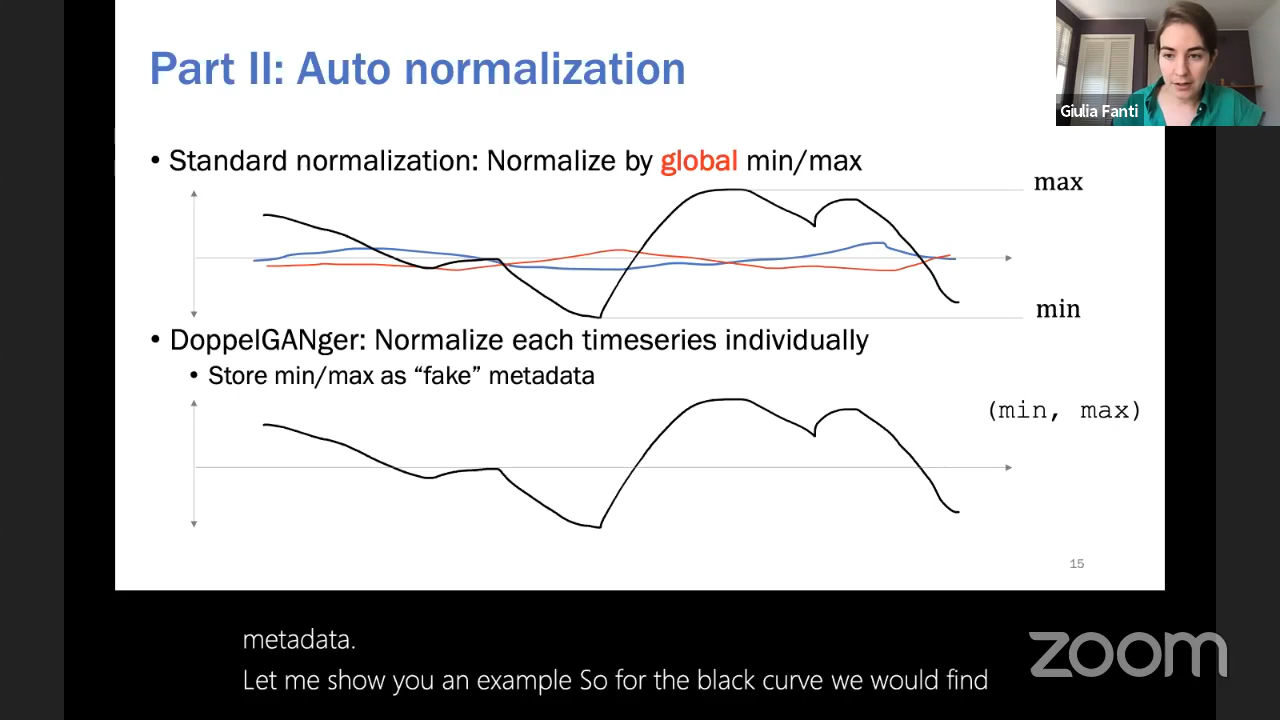 Part II: Auto normalization
Giulia Fanti
• Standard normalization: Normalize by global min/max
max
min
• DoppelGANger: Normalize each timeseries individually
• Store min/max as “fake” metadata
(min, max)
15
metadata.
Let me show you an example So for the black curve we would find
zoom